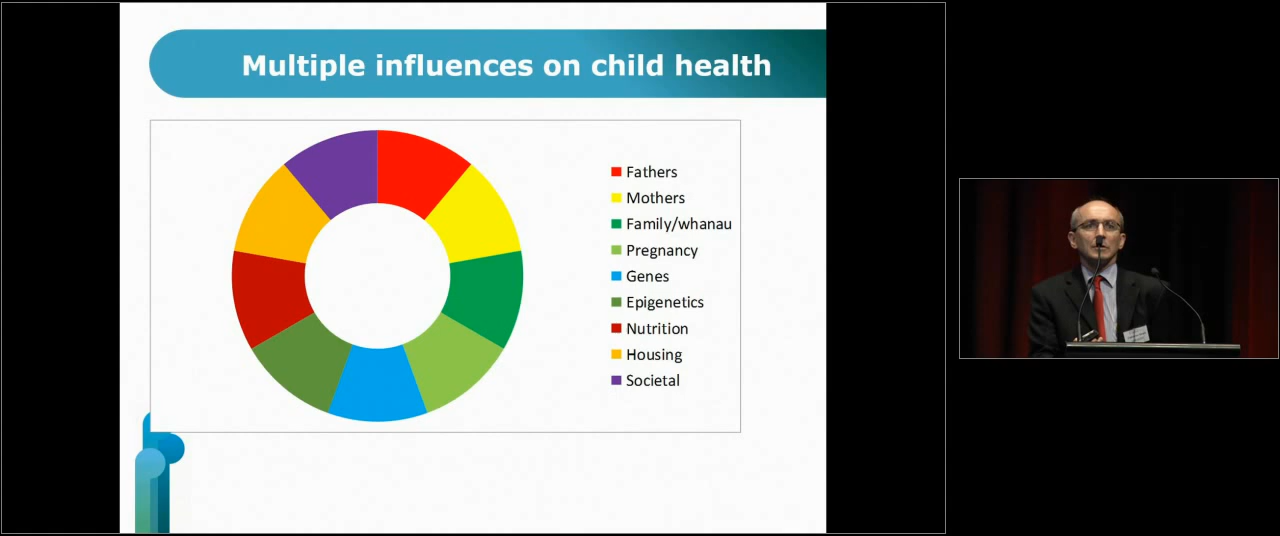 Multiple influences on child health
Fathers
Mothers
Family/whanau
Pregnancy
Genes
Epigenetics
Nutrition
Housing
Societal